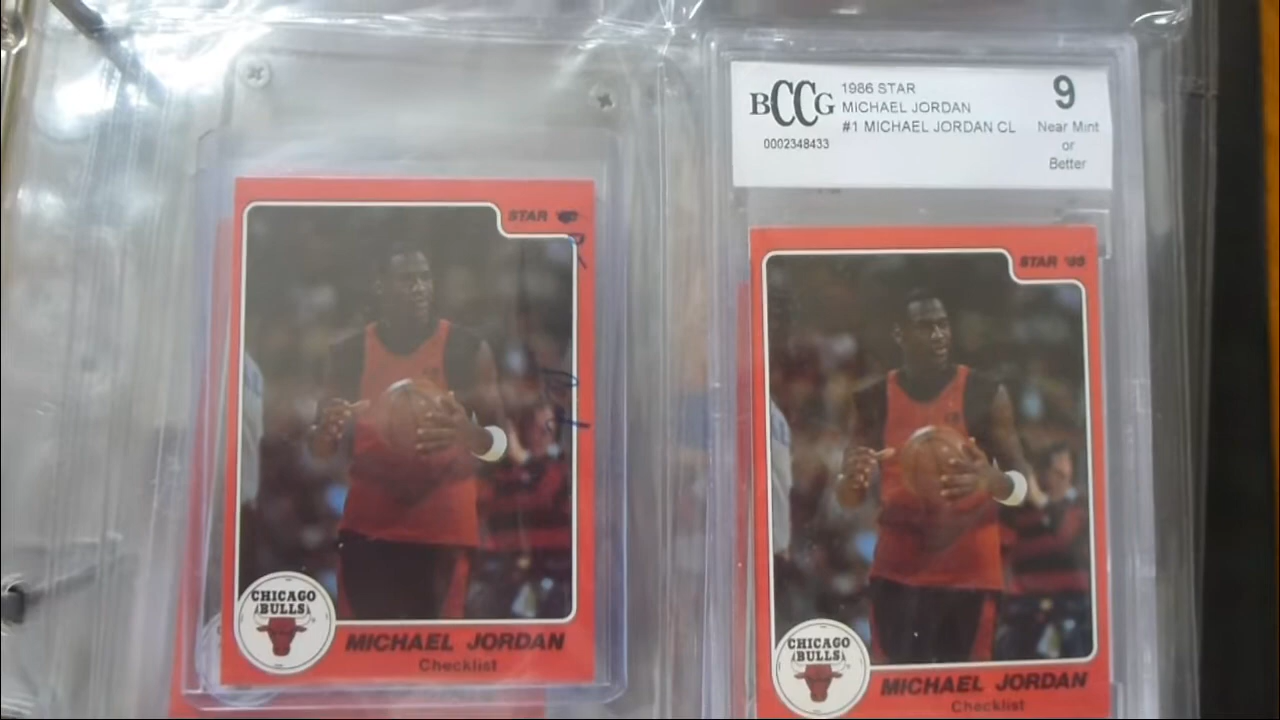 STAR
CHICAGO
BULLS
MICHAEL JORDAN
Checklist
BCCG
0002348433
1986 STAR
MICHAEL JORDAN
#1 MICHAEL JORDAN CL
9
Near Mint
or
Better
STAR
CHICAGO
BULLS
MICHAEL JORDAN
Checklist